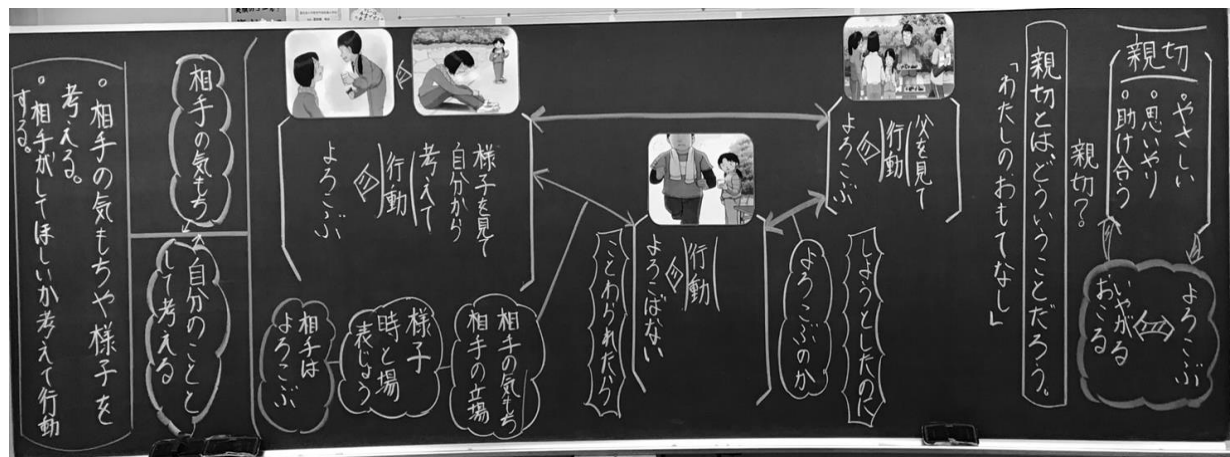 親切
・やさしい
・思いやり
・助け合う
親切?
よろこぶ
いやがる
おこる
親切とは、どういうことだろう。
「わたしのおもてなし」
父を見て
行動
よろこぶ
しようとしたのに
よろこぶのか
行動
よろこばない
ことわられたから
様子を見て
自分から
考えて
行動
よろこぶ
相手の気もち
相手の立場
様子
時と場
表じょう
相手は
よろこぶ
相手の気もち
自分のことと
して考える
・相手の気もちや様子を
考える。
・相手がしてほしいか考えて行動
する。